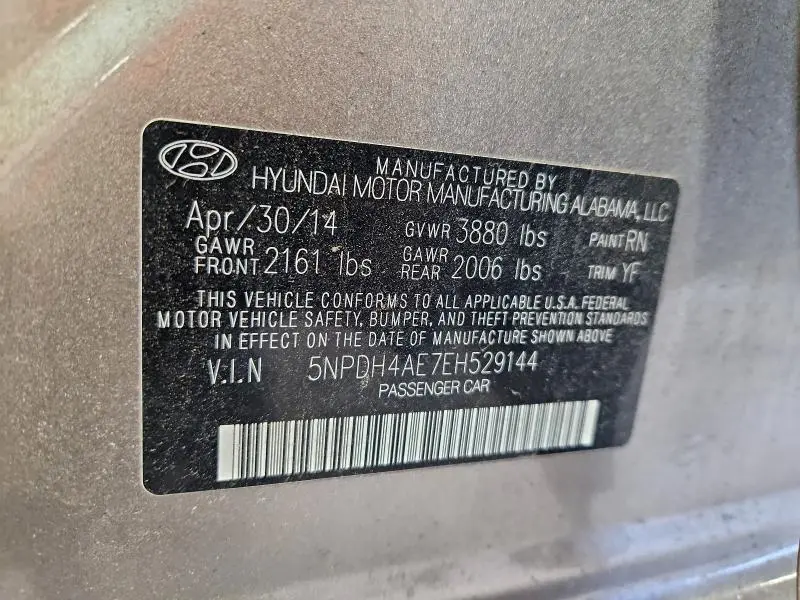 MANUFACTURED BY
HYUNDAI MOTOR MANUFACTURING ALABAMA, LLC
Apr/30/14 GVWR 3880 lbs PAINT RN
GAWR FRONT 2161 lbs GAWR REAR 2006 lbs TRIM YF
THIS VEHICLE CONFORMS TO ALL APPLICABLE U.S.A. FEDERAL
MOTOR VEHICLE SAFETY, BUMPER, AND THEFT PREVENTION STANDARDS
IN EFFECT ON THE DATE OF MANUFACTURE SHOWN ABOVE
V.I.N 5NPDH4AE7EH529144
PASSENGER CAR